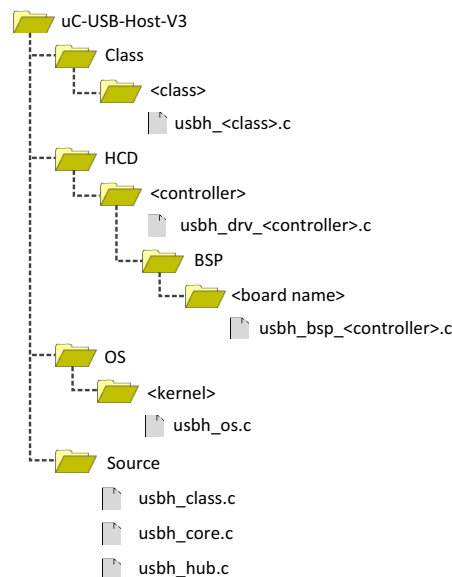 uC-USB-Host-V3
Class
<class>
usbh_<class>.c
HCD
<controller>
usbh_drv_<controller>.c
BSP
<board name>
usbh_bsp_<controller>.c
OS
<kernel>
usbh_os.c
Source
usbh_class.c
usbh_core.c
usbh_hub.c